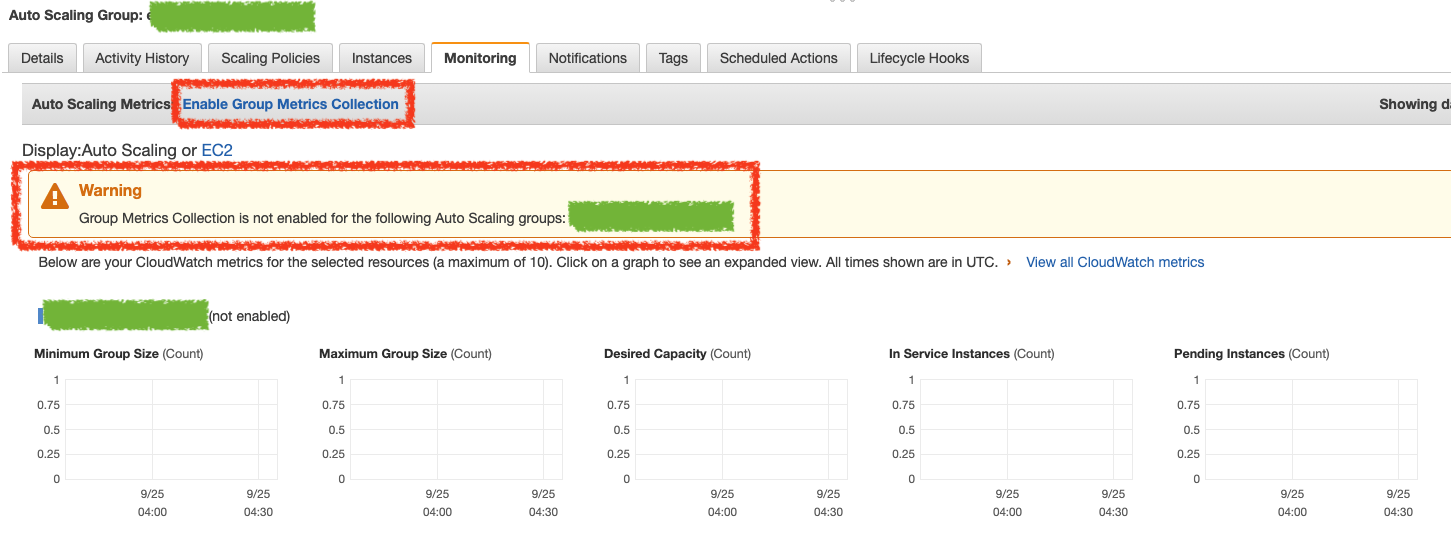 Auto Scaling Group:
Details Activity History Scaling Policies Instances Monitoring Notifications Tags Scheduled Actions Lifecycle Hooks
Auto Scaling Metrics Enable Group Metrics Collection Showing
Display:Auto Scaling or EC2
Warning
Group Metrics Collection is not enabled for the following Auto Scaling groups:
Below are your CloudWatch metrics for the selected resources (a maximum of 10). Click on a graph to see an expanded view. All times shown are in UTC. › View all CloudWatch metrics
(not enabled)
Minimum Group Size (Count) Maximum Group Size (Count) Desired Capacity (Count) In Service Instances (Count) Pending Instances (Count)
1 1 1 1 1
0.75 0.75 0.75 0.75 0.75
0.5 0.5 0.5 0.5 0.5
0.25 0.25 0.25 0.25 0.25
0 0 0 0 0
9/25 9/25 9/25 9/25 9/25 9/25 9/25 9/25 9/25 9/25
04:00 04:30 04:00 04:30 04:00 04:30 04:00 04:30 04:00 04:30